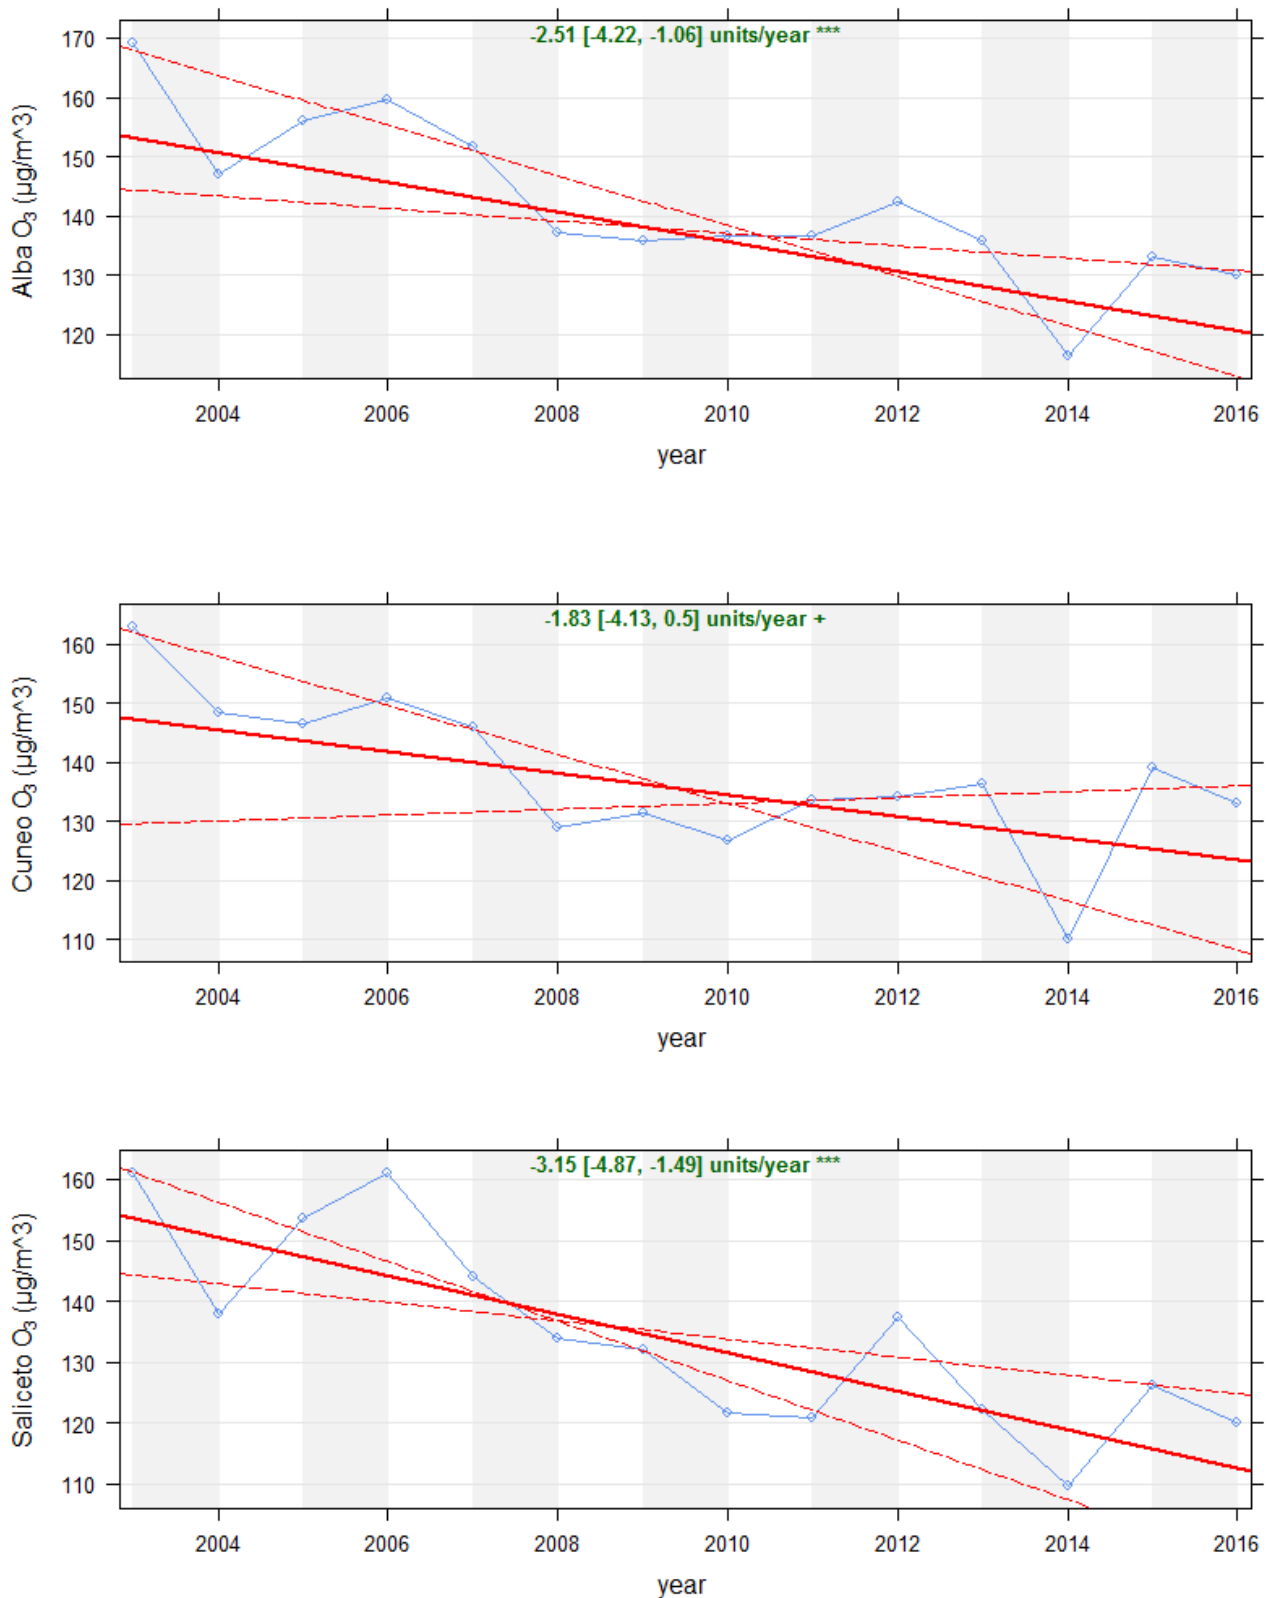 -2.51 [-4.22, -1.06] units/year ***
170
160
150
140
130
120
Alba O₃ (µg/m^3)
2004 2006 2008 2010 2012 2014 2016
year
-1.83 [-4.13, 0.5] units/year +
160
150
140
130
120
110
Cuneo O₃ (µg/m^3)
2004 2006 2008 2010 2012 2014 2016
year
-3.15 [-4.87, -1.49] units/year ***
160
150
140
130
120
110
Saliceto O₃ (µg/m^3)
2004 2006 2008 2010 2012 2014 2016
year